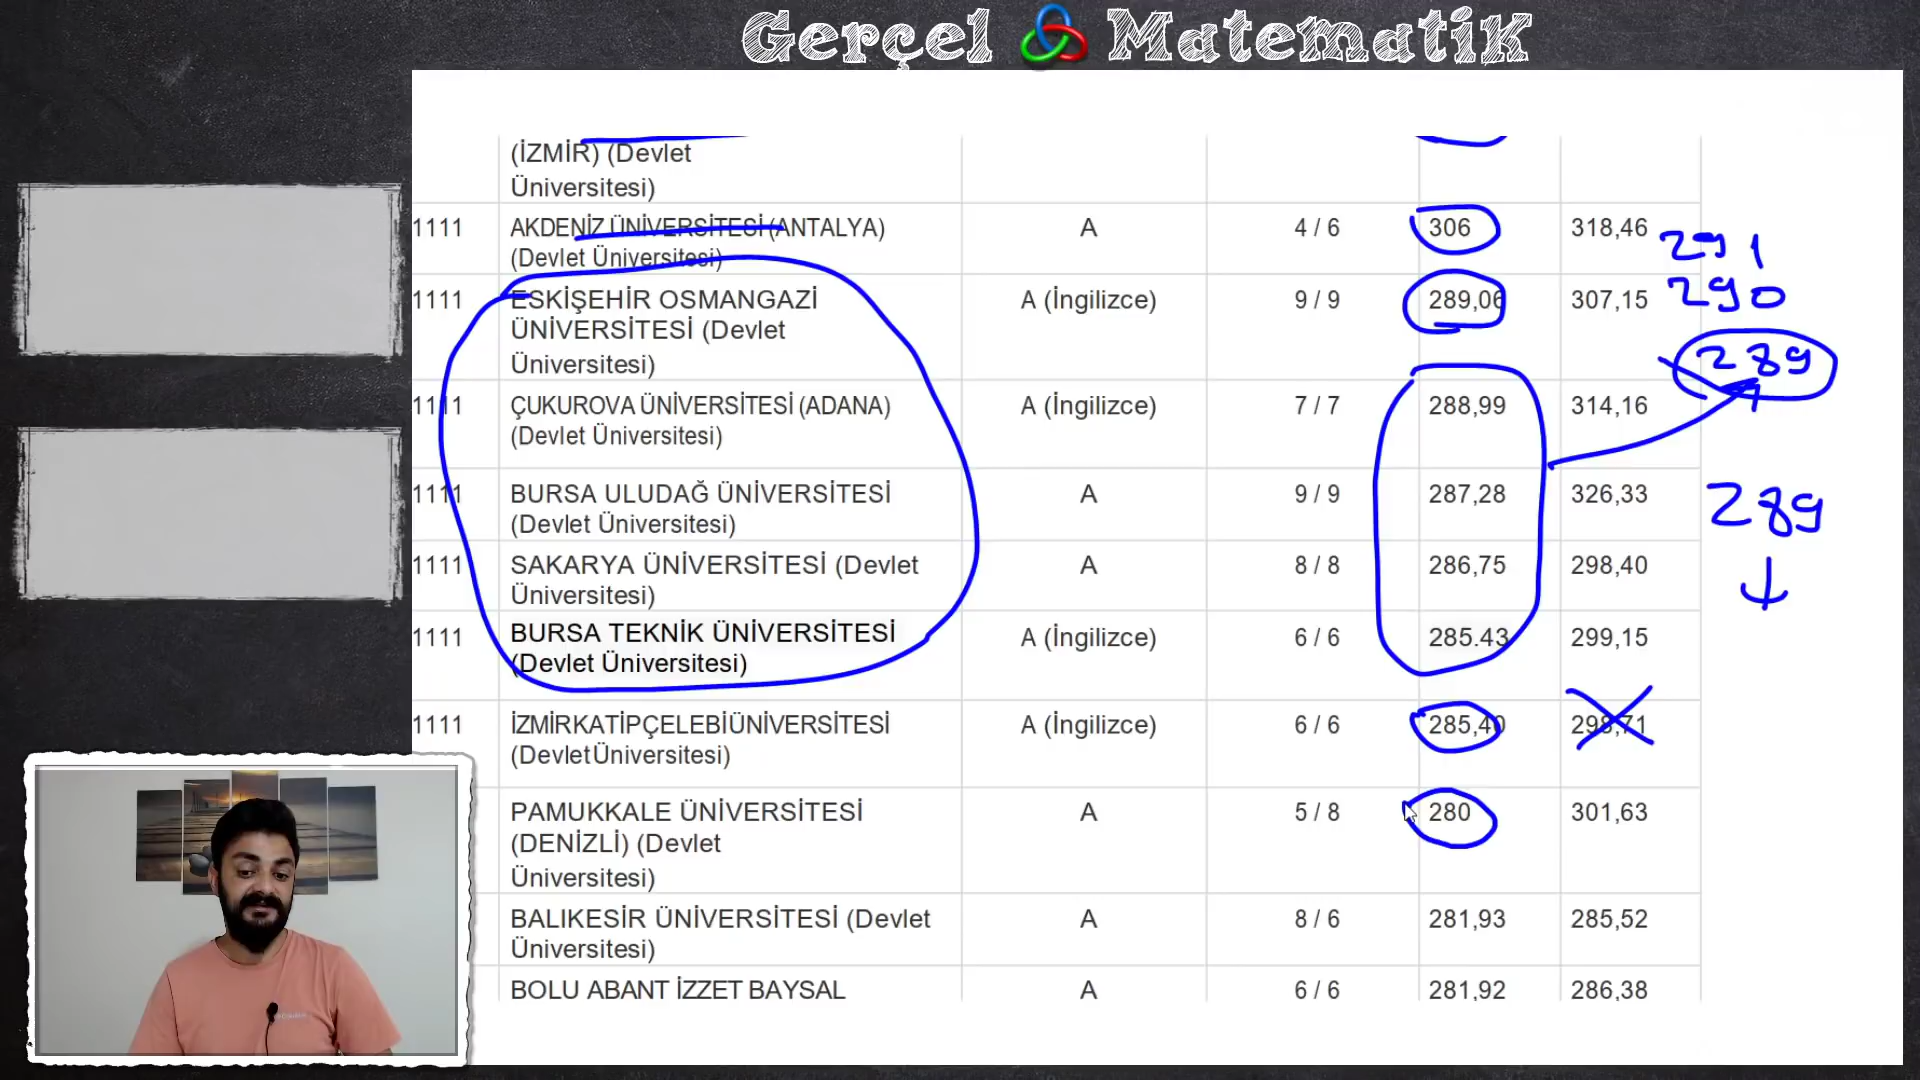 Gerçel Matematik
(İZMİR) (Devlet
Üniversitesi)
1111 AKDENİZ ÜNİVERSİTESİ (ANTALYA) A 4 / 6 306 318,46
(Devlet Üniversitesi)
291
1111 ESKİŞEHİR OSMANGAZİ A (İngilizce) 9 / 9 289,06 307,15 290
ÜNİVERSİTESİ (Devlet
Üniversitesi)
289
1111 ÇUKUROVA ÜNİVERSİTESİ (ADANA) A (İngilizce) 7 / 7 288,99 314,16
(Devlet Üniversitesi)
1111 BURSA ULUDAĞ ÜNİVERSİTESİ A 9 / 9 287,28 326,33 289
(Devlet Üniversitesi)
1111 SAKARYA ÜNİVERSİTESİ (Devlet A 8 / 8 286,75 298,40
Üniversitesi)
1111 BURSA TEKNİK ÜNİVERSİTESİ A (İngilizce) 6 / 6 285.43 299,15
(Devlet Üniversitesi)
1111 İZMİR KATİP ÇELEBİ ÜNİVERSİTESİ A (İngilizce) 6 / 6 285,40 298,71
(Devlet Üniversitesi)
PAMUKKALE ÜNİVERSİTESİ A 5 / 8 280 301,63
(DENİZLİ) (Devlet
Üniversitesi)
BALIKESİR ÜNİVERSİTESİ (Devlet A 8 / 6 281,93 285,52
Üniversitesi)
BOLU ABANT İZZET BAYSAL A 6 / 6 281,92 286,38